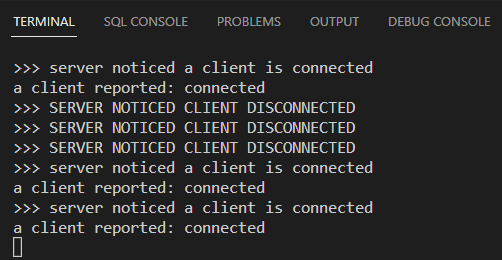 TERMINAL SQL CONSOLE PROBLEMS OUTPUT DEBUG CONSOLE
>>> server noticed a client is connected
a client reported: connected
>>> SERVER NOTICED CLIENT DISCONNECTED
>>> SERVER NOTICED CLIENT DISCONNECTED
>>> SERVER NOTICED CLIENT DISCONNECTED
>>> server noticed a client is connected
a client reported: connected
>>> server noticed a client is connected
a client reported: connected